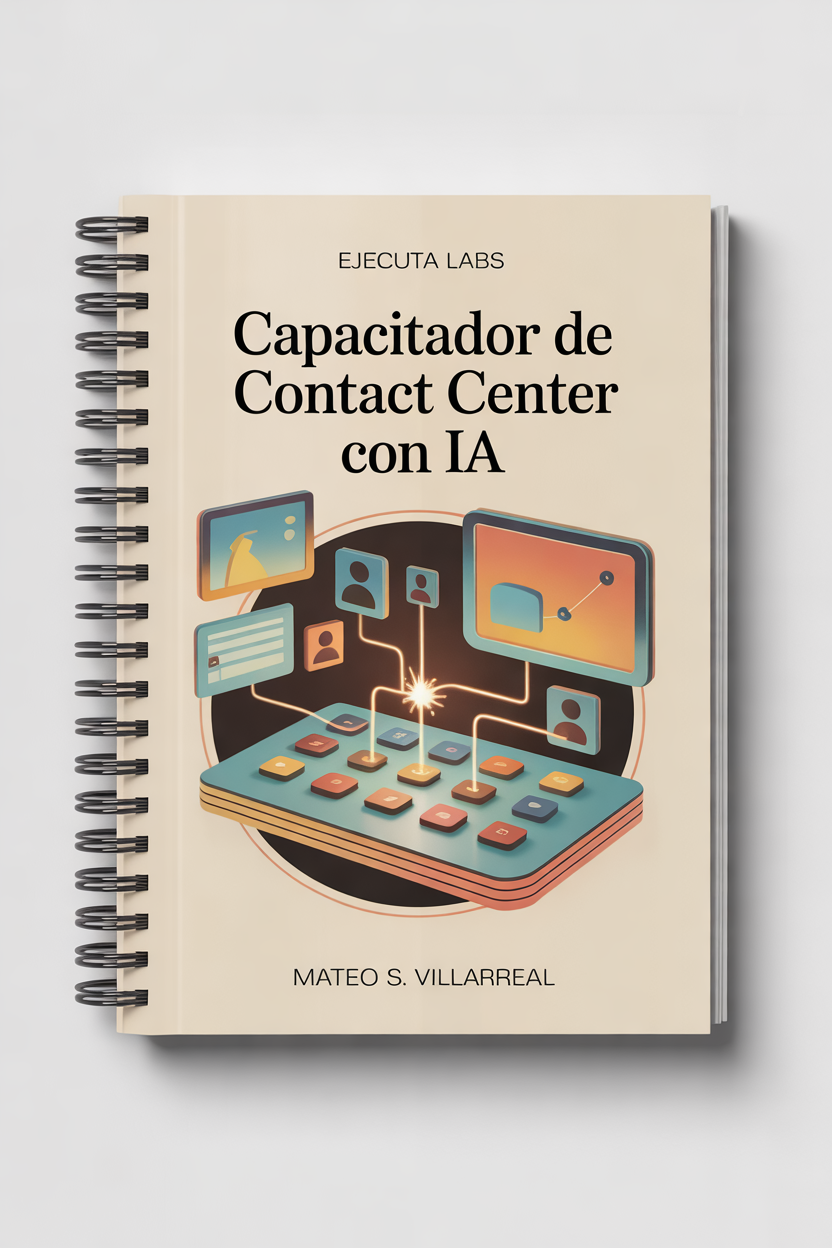 EJECUTA LABS
Capacitador de
Contact Center
con IA
MATEO S. VILLARREAL